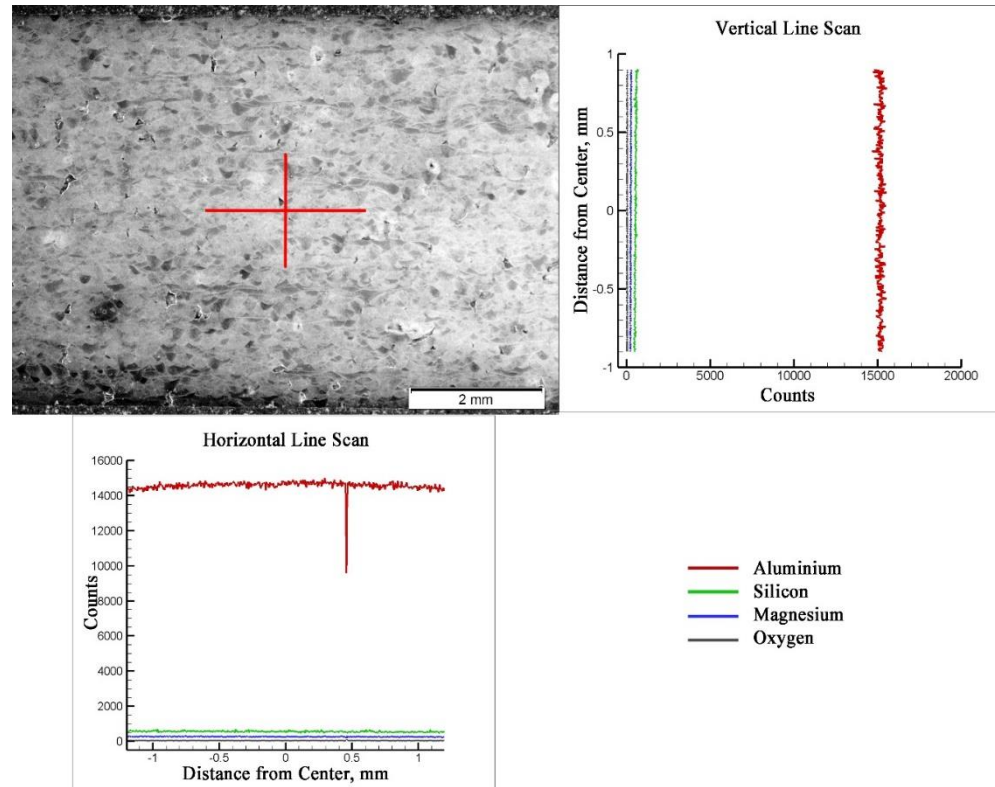 2 mm
Vertical Line Scan
1
0.5
0
-0.5
-1
Distance from Center, mm
0
5000
10000
15000
20000
Counts
Horizontal Line Scan
16000
14000
12000
10000
8000
6000
4000
2000
0
Counts
-1
-0.5
0
0.5
1
Distance from Center, mm
Aluminium
Silicon
Magnesium
Oxygen